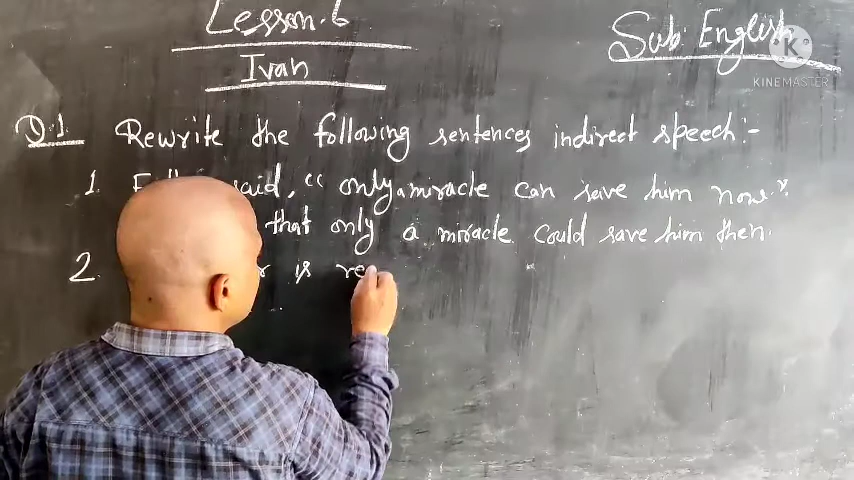 Lesson.6
Sub: English
Ivan
K
KINEMASTER
Q.1. Rewrite the following sentences indirect speech:-
1. said, "only a miracle can save him now".
that only a miracle could save him then.
2. is re